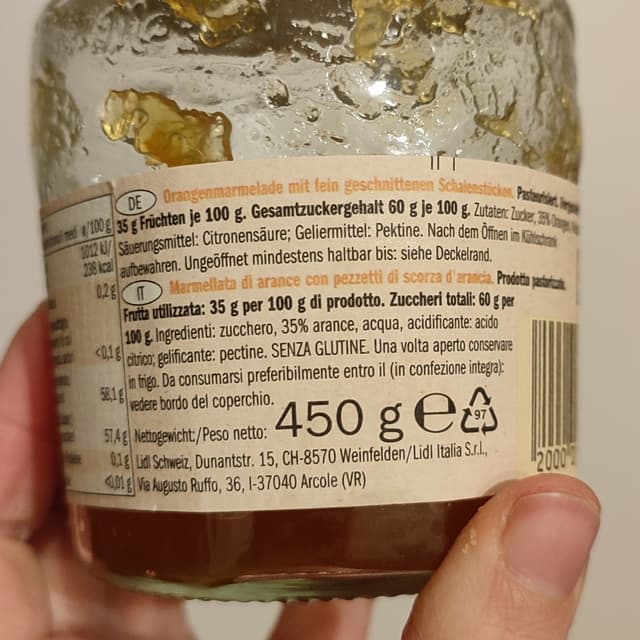 /100 g
1012 kJ/
238 kcal
0,2 g
<0,1 g
58,1 g
57,4 g
0,1 g
<0,01 g
DE Orangenmarmelade mit fein geschnittenen Schalenstücken. Pasteurisiert.
35 g Früchten je 100 g. Gesamtzuckergehalt 60 g je 100 g. Zutaten: Zucker, 35% Orangen,
Säuerungsmittel: Citronensäure; Geliermittel: Pektine. Nach dem Öffnen im Kühlschrank
aufbewahren. Ungeöffnet mindestens haltbar bis: siehe Deckelrand.
IT Marmellata di arance con pezzetti di scorza d'arancia. Prodotto pastorizzato.
Frutta utilizzata: 35 g per 100 g di prodotto. Zuccheri totali: 60 g per
100 g. Ingredienti: zucchero, 35% arance, acqua, acidificante: acido
citrico; gelificante: pectine. SENZA GLUTINE. Una volta aperto conservare
in frigo. Da consumarsi preferibilmente entro il (in confezione integra):
vedere bordo del coperchio.
Nettogewicht:/Peso netto: 450 g e 97
Lidl Schweiz, Dunantstr. 15, CH-8570 Weinfelden/Lidl Italia S.r.l.,
Via Augusto Ruffo, 36, I-37040 Arcole (VR)
2000